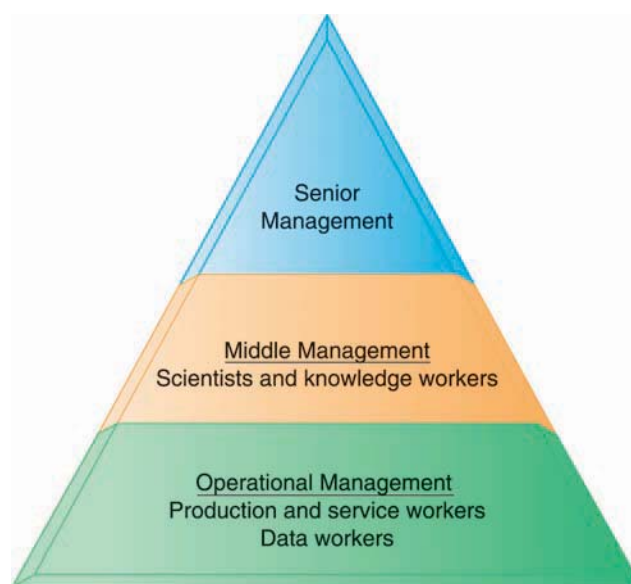 Senior
Management
Middle Management
Scientists and knowledge workers
Operational Management
Production and service workers
Data workers